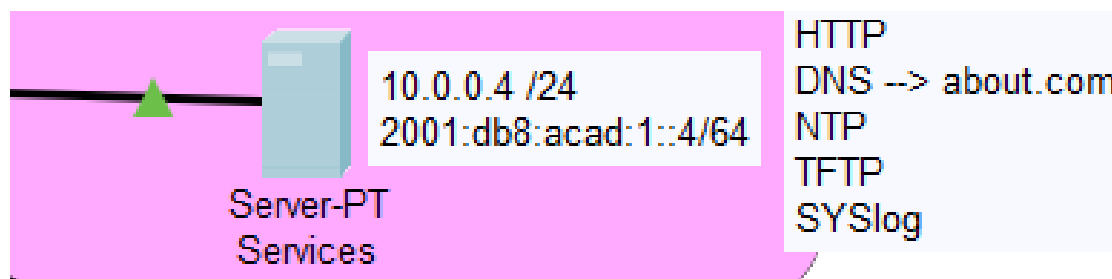 10.0.0.4 /24
2001:db8:acad:1::4/64
Server-PT
Services
HTTP
DNS --> about.com
NTP
TFTP
SYSlog